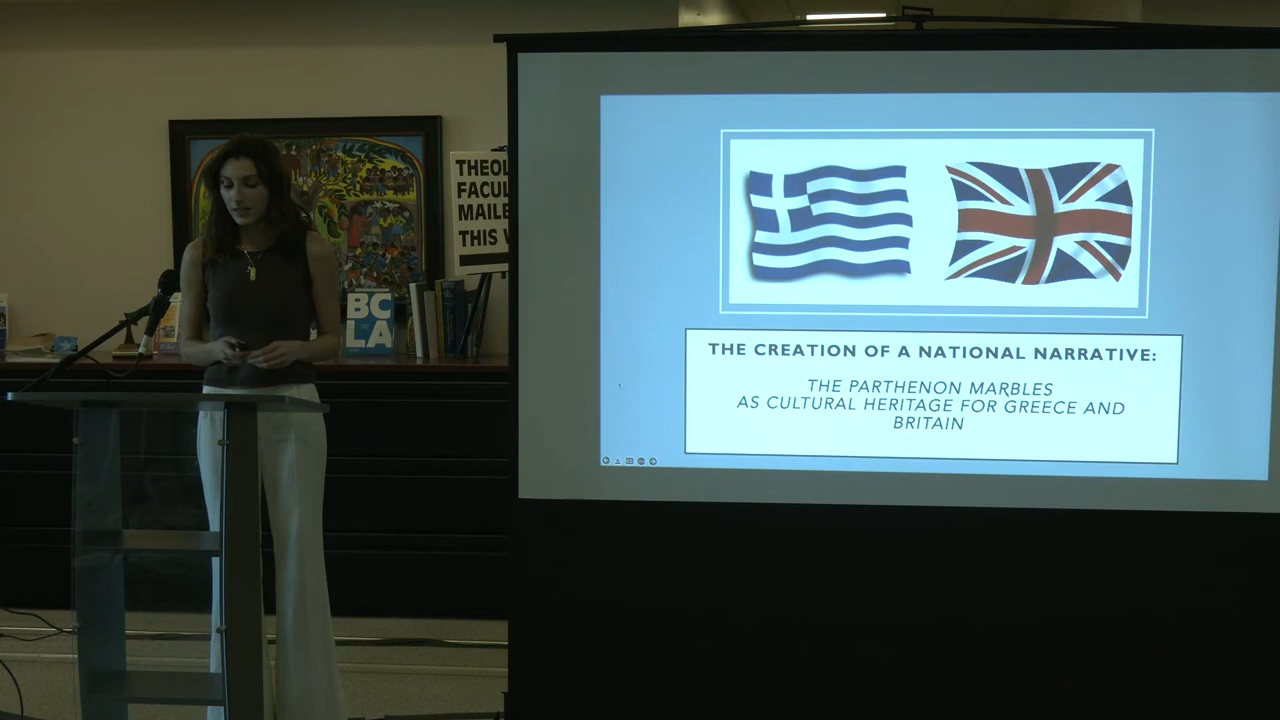 THEOL
FACUL
MAILE
THIS
BC
LA
THE CREATION OF A NATIONAL NARRATIVE:
THE PARTHENON MARBLES
AS CULTURAL HERITAGE FOR GREECE AND
BRITAIN